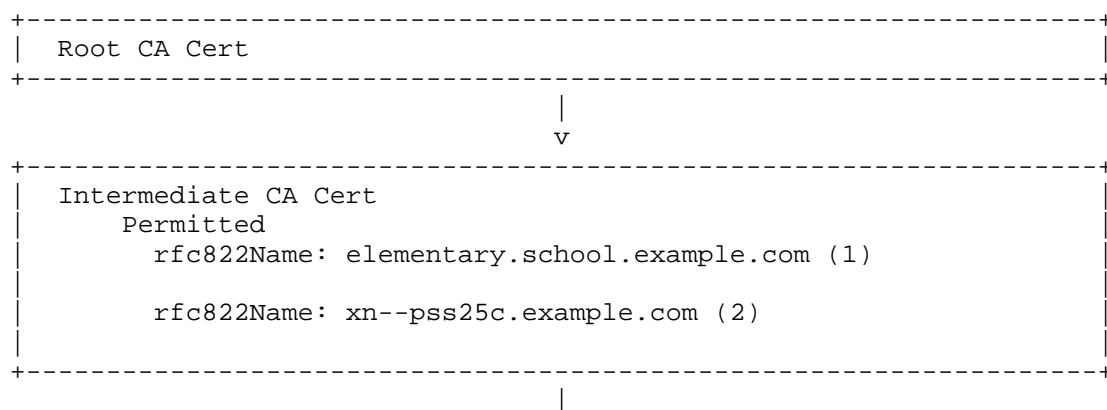 Root CA Cert
v
Intermediate CA Cert
Permitted
rfc822Name: elementary.school.example.com (1)
rfc822Name: xn--pss25c.example.com (2)